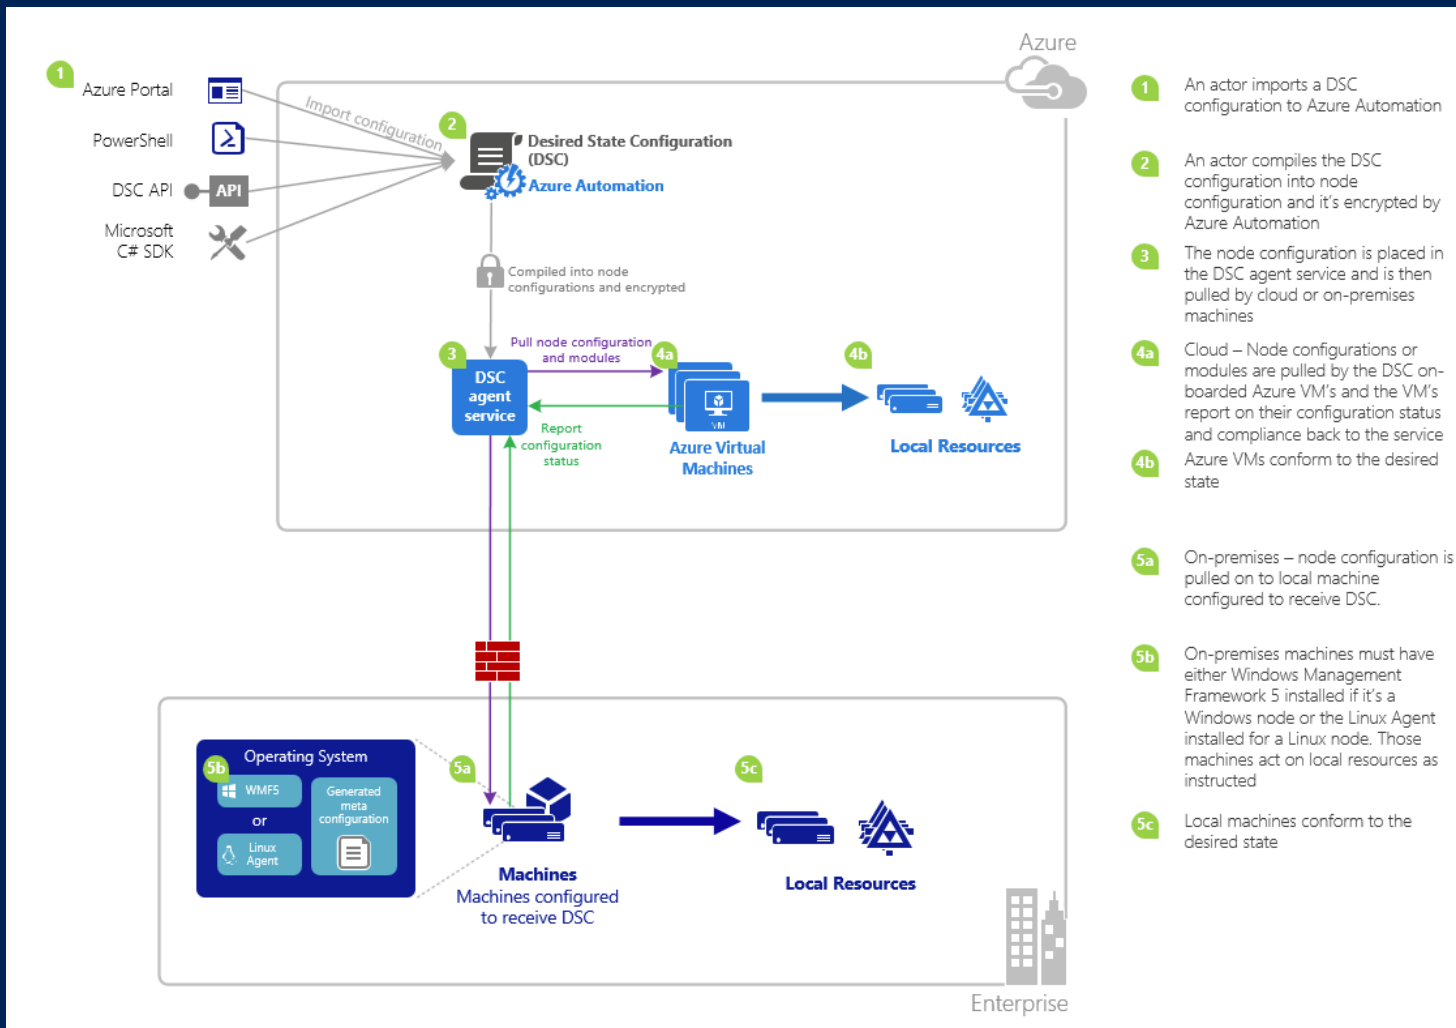 Azure
1
Azure Portal
PowerShell
DSC API
API
Microsoft
C# SDK
Import configuration
2
Desired State Configuration
(DSC)
Azure Automation
Compiled into node
configurations and encrypted
3
DSC
agent
service
Pull node configuration
and modules
Report
configuration
status
4a
VM
Azure Virtual
Machines
4b
Local Resources
5b
Operating System
WMF5
or
Linux
Agent
Generated
meta
configuration
5a
Machines
Machines configured
to receive DSC
5c
Local Resources
Enterprise
1
An actor imports a DSC
configuration to Azure Automation
2
An actor compiles the DSC
configuration into node
configuration and it's encrypted by
Azure Automation
3
The node configuration is placed in
the DSC agent service and is then
pulled by cloud or on-premises
machines
4a
Cloud – Node configurations or
modules are pulled by the DSC on-
boarded Azure VM's and the VM's
report on their configuration status
and compliance back to the service
4b
Azure VMs conform to the desired
state
5a
On-premises – node configuration is
pulled on to local machine
configured to receive DSC.
5b
On-premises machines must have
either Windows Management
Framework 5 installed if it's a
Windows node or the Linux Agent
installed for a Linux node. Those
machines act on local resources as
instructed
5c
Local machines conform to the
desired state